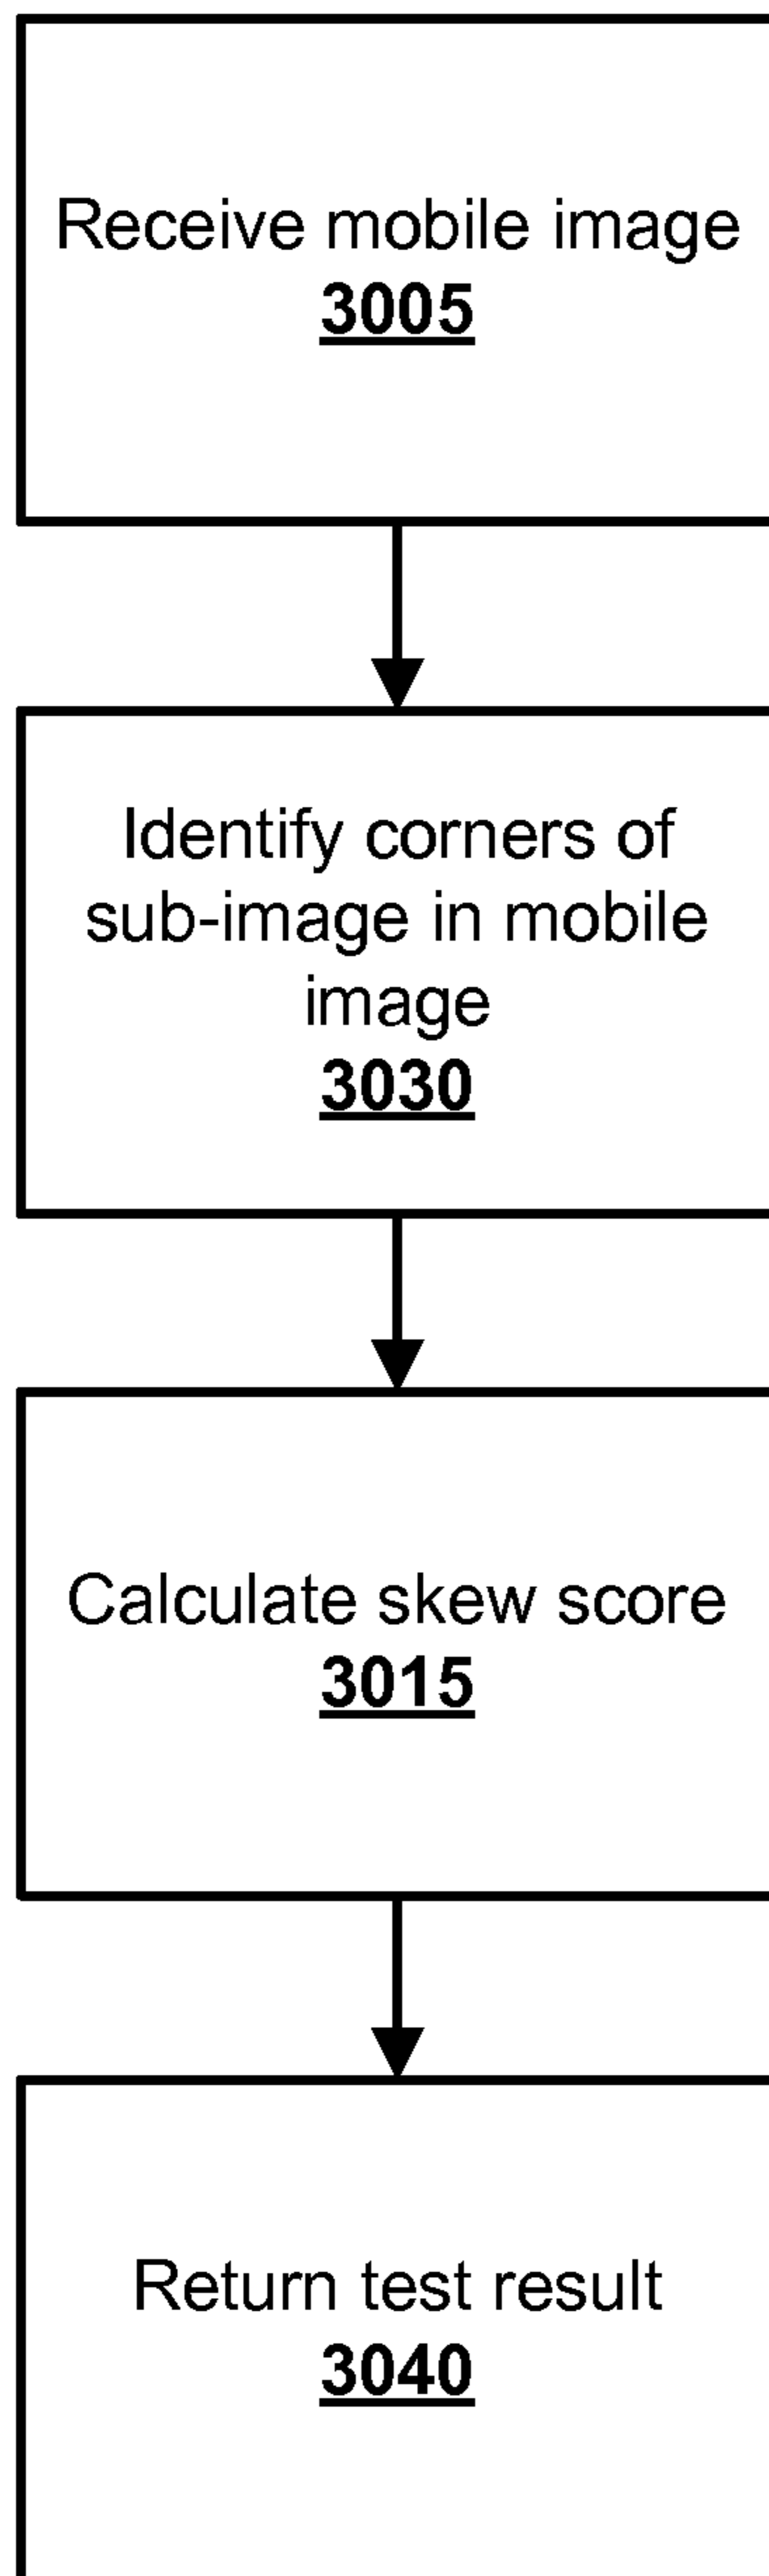 Receive mobile image
3005
Identify corners of
sub-image in mobile
image
3030
Calculate skew score
3015
Return test result
3040